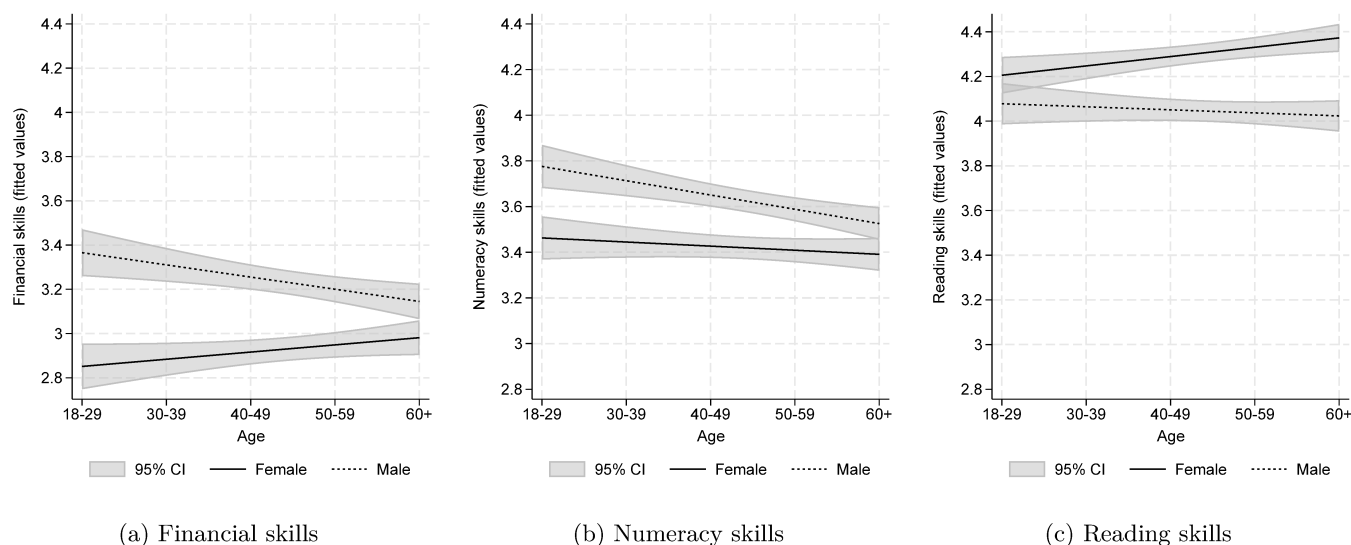 4.4
4.2
4
3.8
3.6
3.4
3.2
3
2.8
Financial skills (fitted values)
18-29 30-39 40-49 50-59 60+
Age
95% CI Female Male
(a) Financial skills
4.4
4.2
4
3.8
3.6
3.4
3.2
3
2.8
Numeracy skills (fitted values)
18-29 30-39 40-49 50-59 60+
Age
95% CI Female Male
(b) Numeracy skills
4.4
4.2
4
3.8
3.6
3.4
3.2
3
2.8
Reading skills (fitted values)
18-29 30-39 40-49 50-59 60+
Age
95% CI Female Male
(c) Reading skills